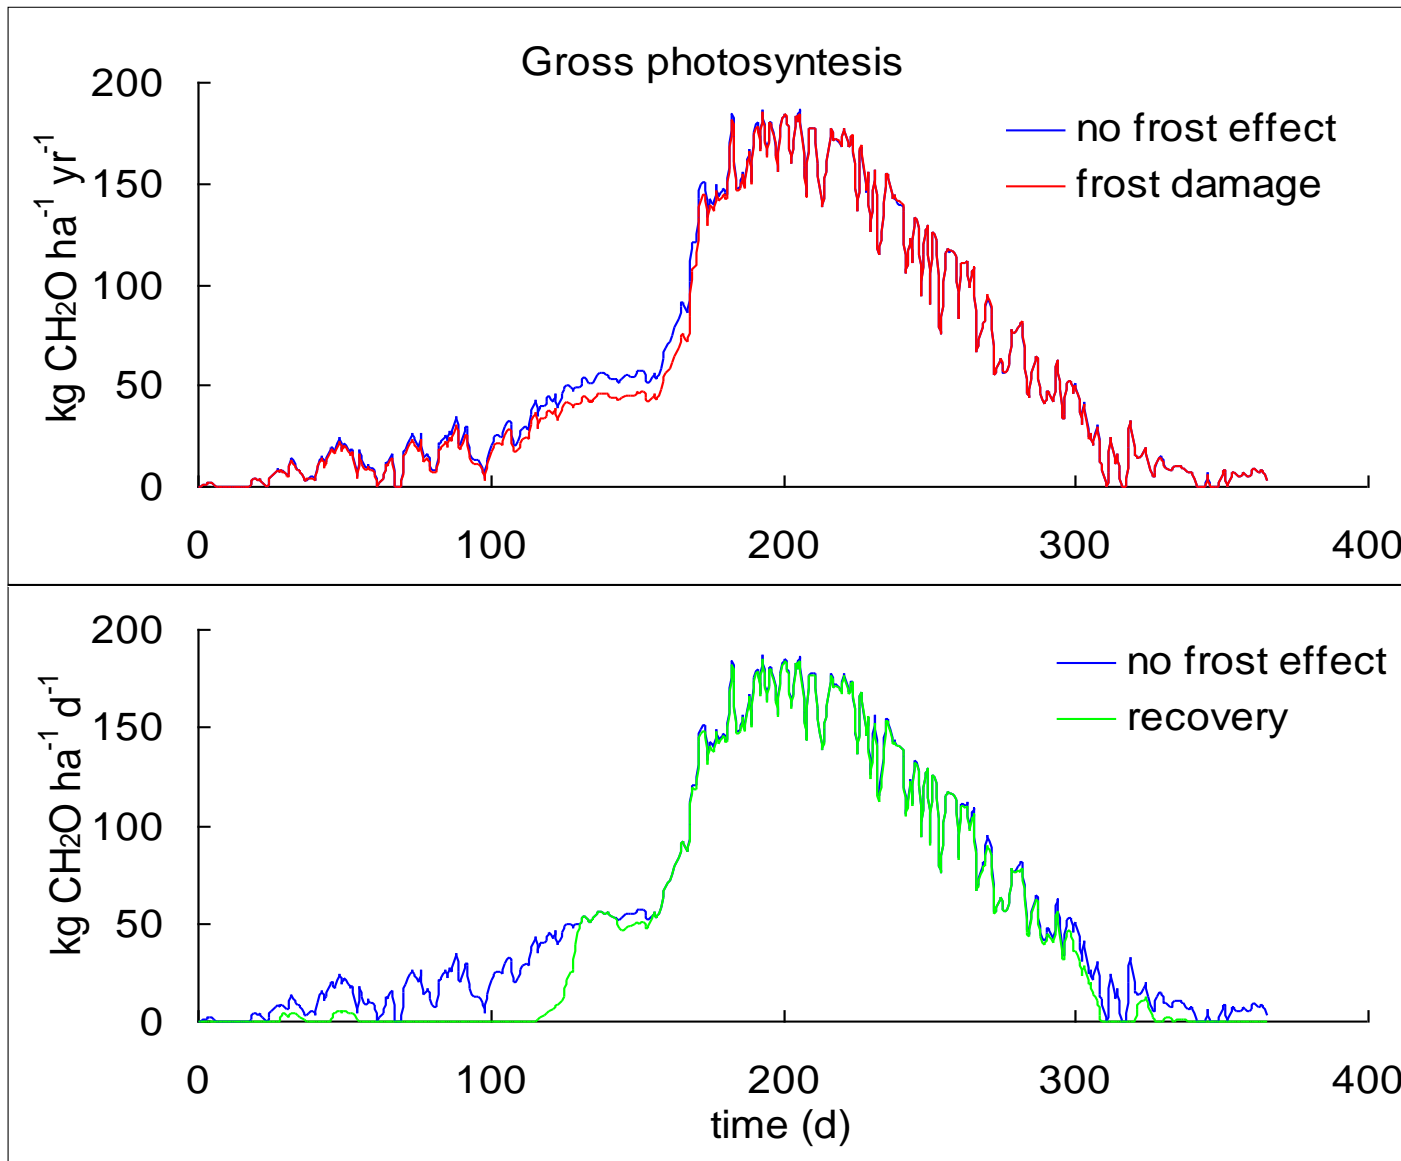 Gross photosyntesis
200
150
100
50
0
kg CH₂O ha⁻¹ yr⁻¹
no frost effect
frost damage
0 100 200 300 400
200
150
100
50
0
kg CH₂O ha⁻¹ d⁻¹
no frost effect
recovery
0 100 200 300 400
time (d)